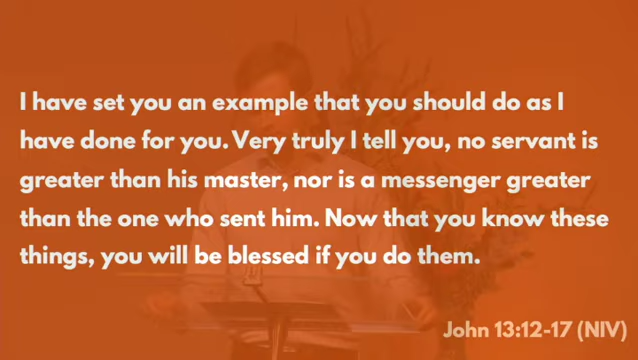 I have set you an example that you should do as I
have done for you. Very truly I tell you, no servant is
greater than his master, nor is a messenger greater
than the one who sent him. Now that you know these
things, you will be blessed if you do them.
John 13:12-17 (NIV)